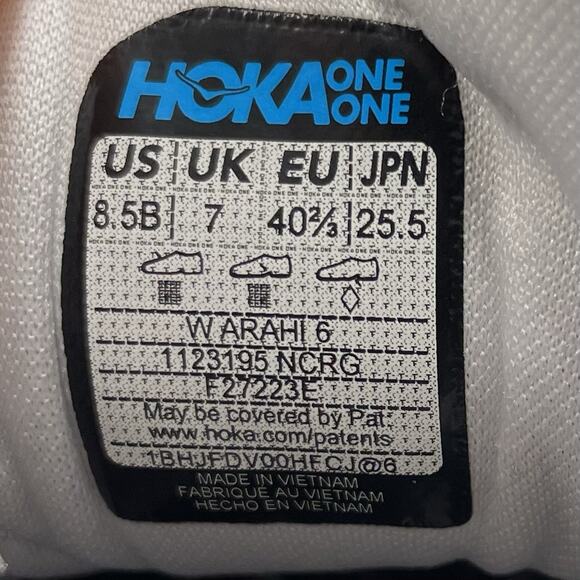 HOKA ONE ONE
US UK EU JPN
8.5B 7 40⅔ 25.5
W ARAHI 6
1123195 NCRG
F27223E
May be covered by Pat.
www.hoka.com/patents
1BHJFDV00HFCJ@6
MADE IN VIETNAM
FABRIQUÉ AU VIETNAM
HECHO EN VIETNAM